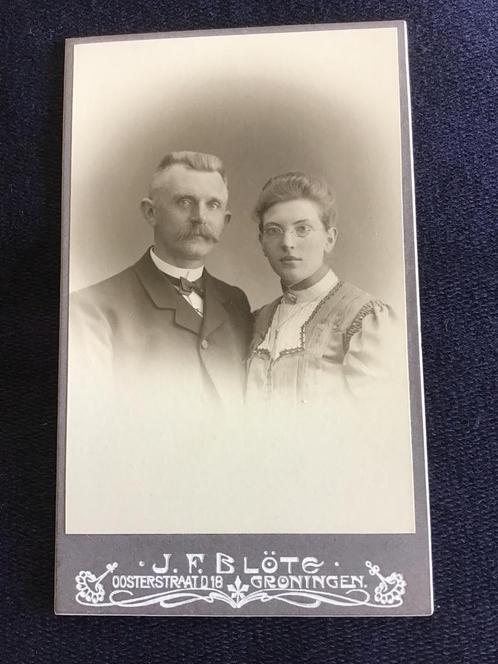 J. F. BLÖTE
OOSTERSTRAAT D 18 GRONINGEN.